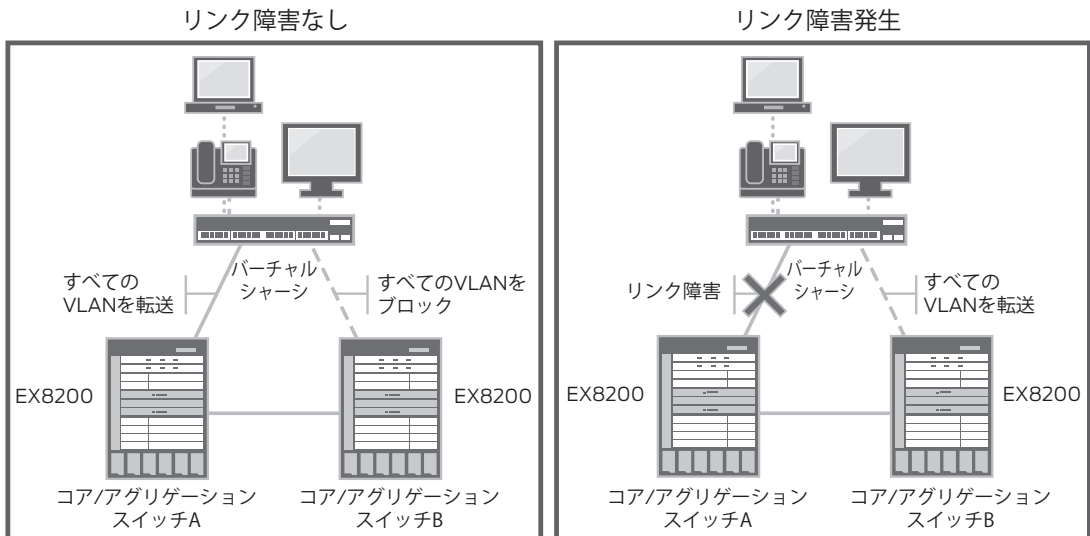 リンク障害なし
すべての
VLANを転送
バーチャル
シャーシ
すべてのVLANを
ブロック
EX8200
EX8200
コア/アグリゲーション
スイッチA
コア/アグリゲーション
スイッチB
リンク障害発生
リンク障害
バーチャル
シャーシ
すべての
VLANを転送
EX8200
EX8200
コア/アグリゲーション
スイッチA
コア/アグリゲーション
スイッチB